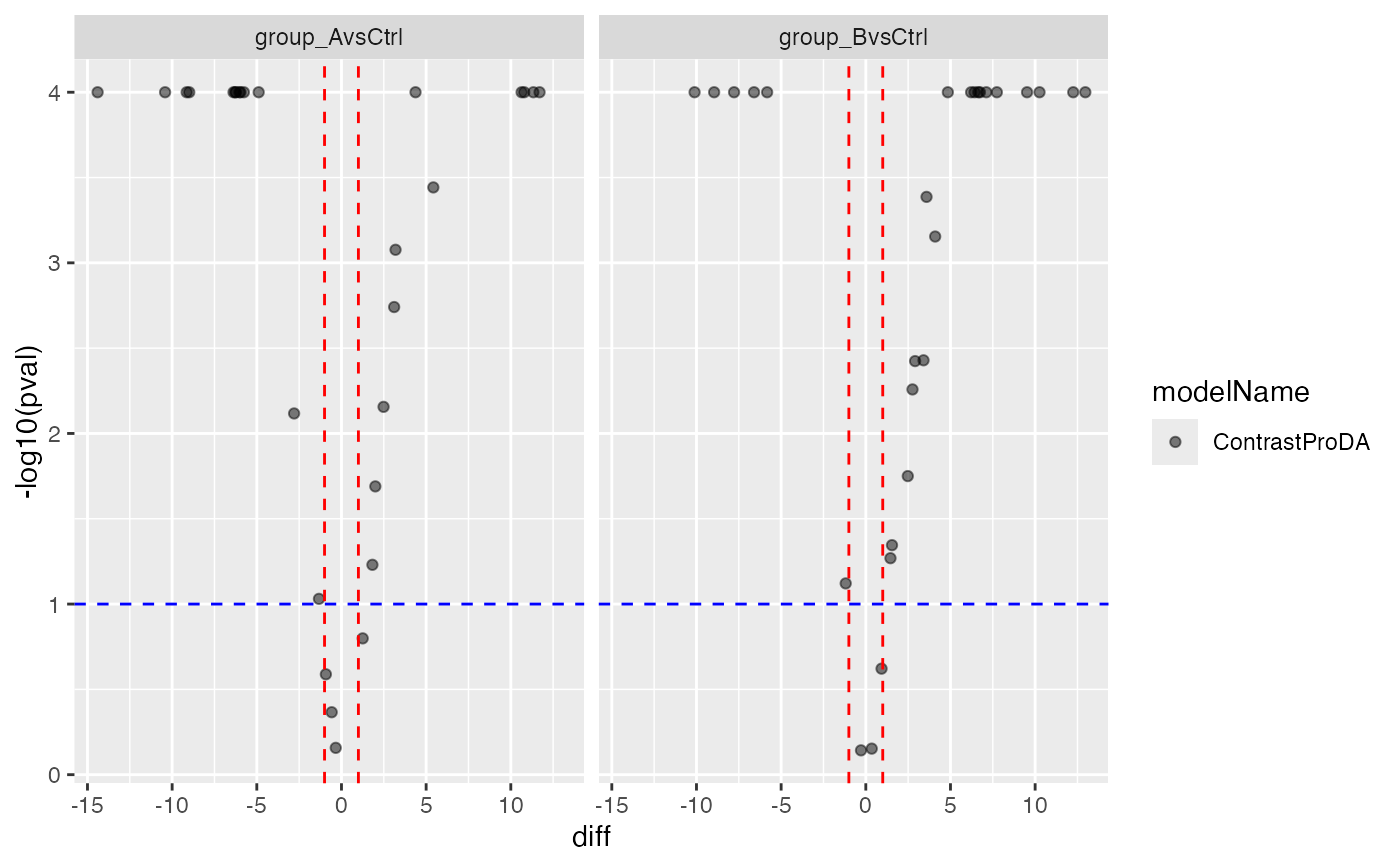 group_AvsCtrl
group_BvsCtrl
4
3
2
1
0
-log10(pval)
-15 -10 -5 0 5 10
-15 -10 -5 0 5 10
diff
modelName
ContrastProDA